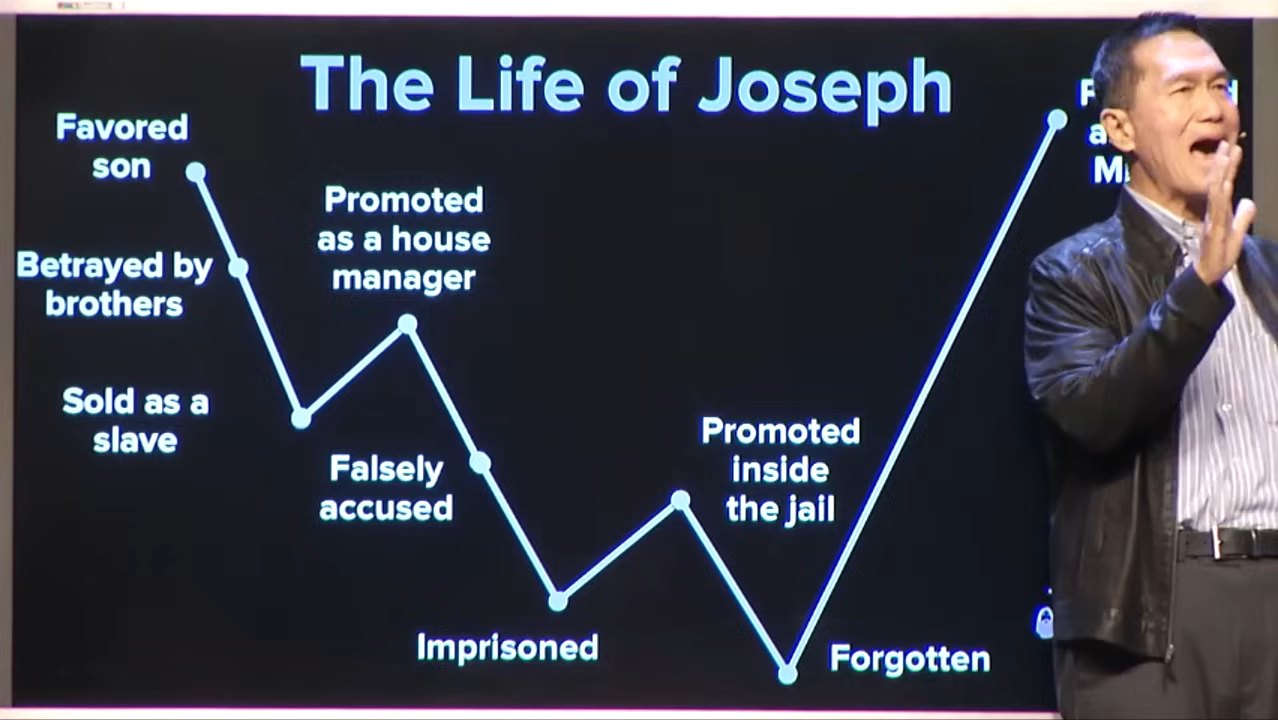 The Life of Joseph
Favored
son
Betrayed by
brothers
Sold as a
slave
Promoted
as a house
manager
Falsely
accused
Imprisoned
Promoted
inside
the jail
Forgotten